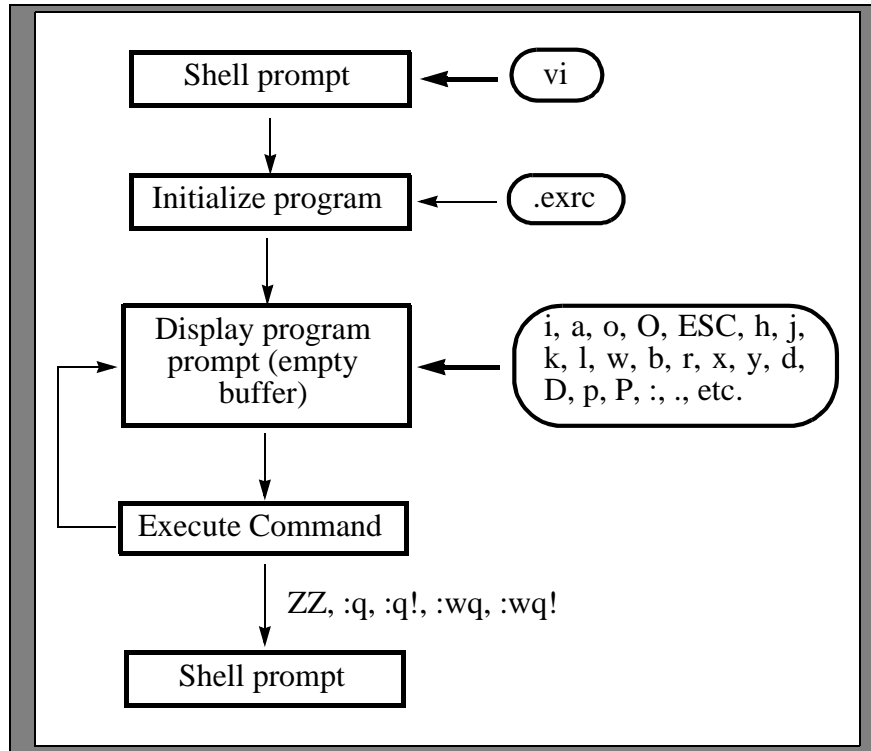 Shell prompt
vi
Initialize program
.exrc
Display program
prompt (empty
buffer)
i, a, o, O, ESC, h, j,
k, l, w, b, r, x, y, d,
D, p, P, :, ., etc.
Execute Command
ZZ, :q, :q!, :wq, :wq!
Shell prompt